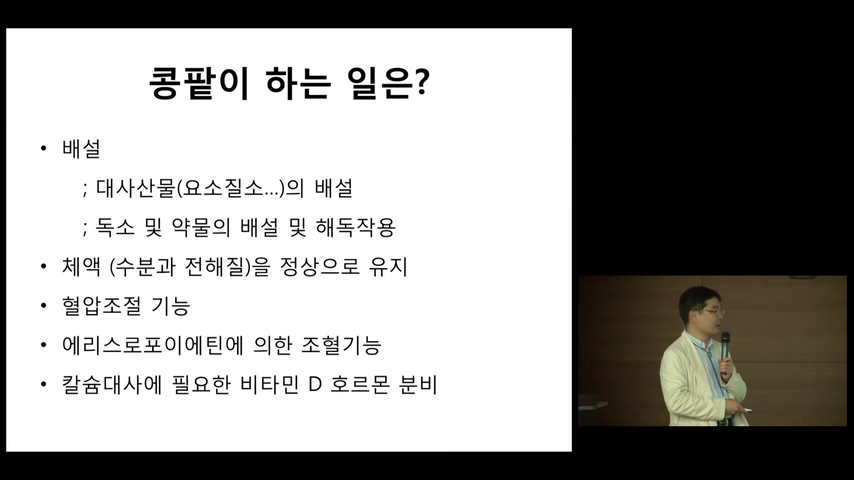 콩팥이 하는 일은?
• 배설
; 대사산물(요소질소...)의 배설
; 독소 및 약물의 배설 및 해독작용
• 체액 (수분과 전해질)을 정상으로 유지
• 혈압조절 기능
• 에리스로포이에틴에 의한 조혈기능
• 칼슘대사에 필요한 비타민 D 호르몬 분비